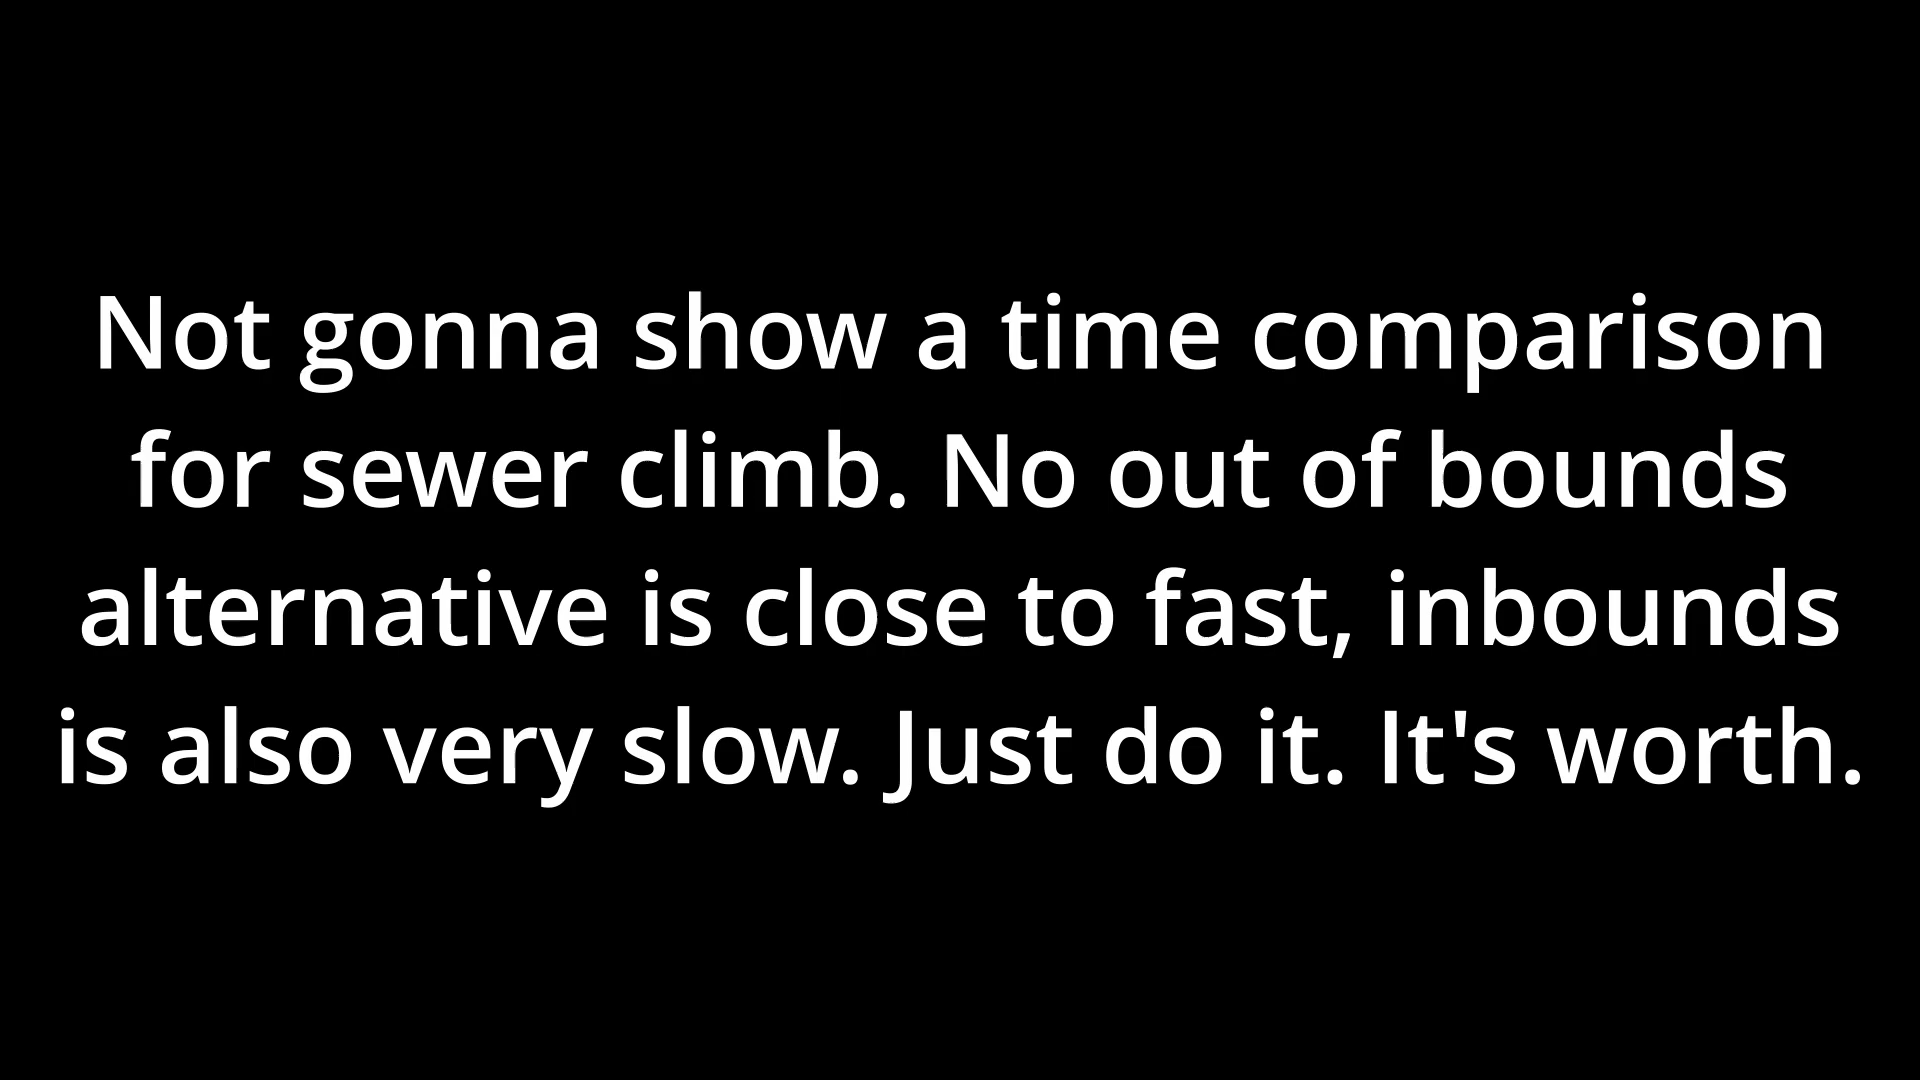 Not gonna show a time comparison
for sewer climb. No out of bounds
alternative is close to fast, inbounds
is also very slow. Just do it. It's worth.